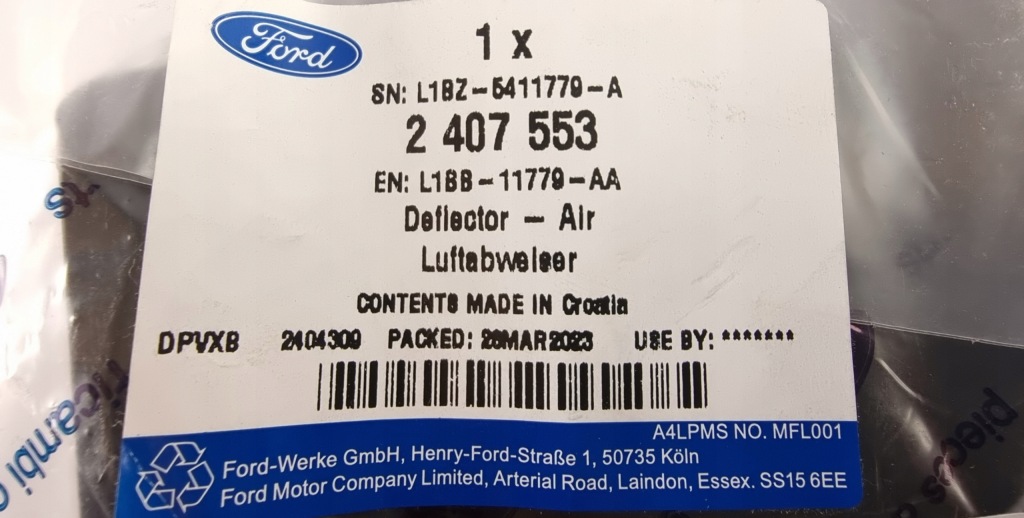 Ford
1 x
SN: L1BZ-5411779-A
2 407 553
EN: L1BB-11779-AA
Deflector - Air
Luftabweiser
CONTENTS MADE IN Croatia
DPVXB 2404309 PACKED: 28MAR2023 USE BY: *******
A4LPMS NO. MFL001
Ford-Werke GmbH, Henry-Ford-Straße 1, 50735 Köln
Ford Motor Company Limited, Arterial Road, Laindon, Essex. SS15 6EE
ricambi
piec